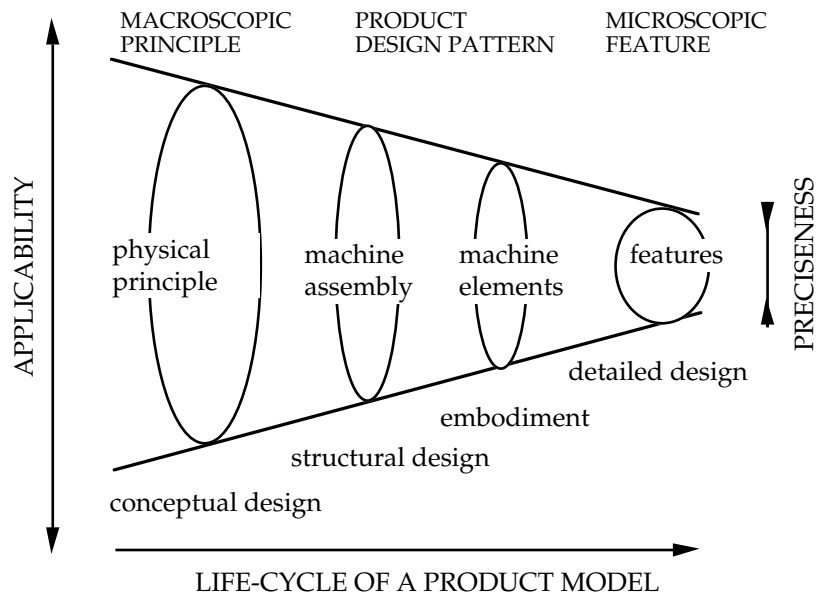 MACROSCOPIC
PRINCIPLE
PRODUCT
DESIGN PATTERN
MICROSCOPIC
FEATURE
APPLICABILITY
physical
principle
machine
assembly
machine
elements
features
PRECISENESS
detailed design
embodiment
structural design
conceptual design
LIFE-CYCLE OF A PRODUCT MODEL